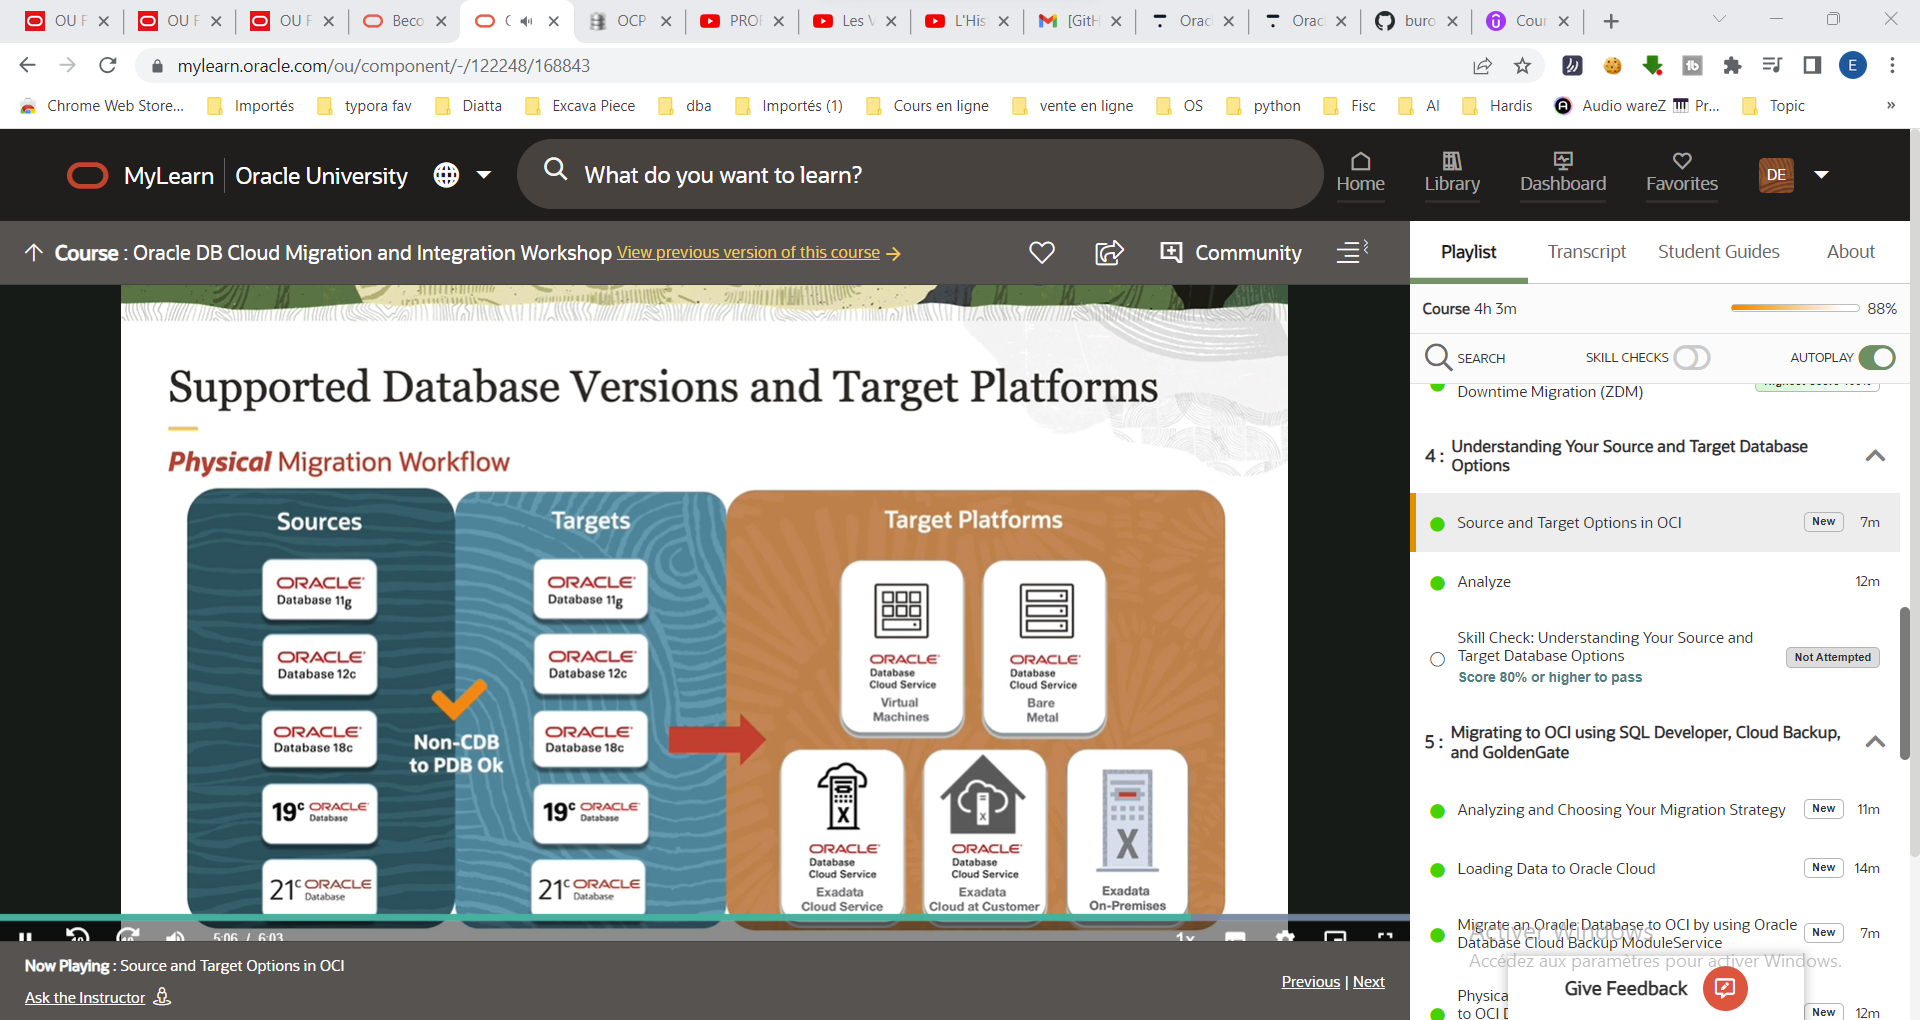 OU F
OU F
OU F
Beco
OCP
PROF
Les V
L'His
[GitH
Orac
Orac
buro
Cour
mylearn.oracle.com/ou/component/-/122248/168843
E
Chrome Web Store...
Importés
typora fav
Diatta
Excava Piece
dba
Importés (1)
Cours en ligne
vente en ligne
OS
python
Fisc
AI
Hardis
Audio wareZ
Pr...
Topic
»
MyLearn
Oracle University
What do you want to learn?
Home
Library
Dashboard
Favorites
DE
Course : Oracle DB Cloud Migration and Integration Workshop View previous version of this course →
Community
Playlist
Transcript
Student Guides
About
Course 4h 3m
88%
SEARCH
SKILL CHECKS
AUTOPLAY
Supported Database Versions and Target Platforms
Physical Migration Workflow
Sources
ORACLE
Database 11g
ORACLE
Database 12c
ORACLE
Database 18c
19c ORACLE
Database
21c ORACLE
Database
Non-CDB
to PDB Ok
Targets
ORACLE
Database 11g
ORACLE
Database 12c
ORACLE
Database 18c
19c ORACLE
Database
21c ORACLE
Database
Target Platforms
ORACLE
Database
Cloud Service
Virtual
Machines
ORACLE
Database
Cloud Service
Bare
Metal
X
ORACLE
Database
Cloud Service
Exadata
Cloud Service
X
ORACLE
Database
Cloud Service
Exadata
Cloud at Customer
X
Exadata
On-Premises
5:06 / 6:03
1x
Now Playing : Source and Target Options in OCI
Ask the Instructor
Previous | Next
Downtime Migration (ZDM)
4 : Understanding Your Source and Target Database
Options
Source and Target Options in OCI
New
7m
Analyze
12m
Skill Check: Understanding Your Source and
Target Database Options
Score 80% or higher to pass
Not Attempted
5 : Migrating to OCI using SQL Developer, Cloud Backup,
and GoldenGate
Analyzing and Choosing Your Migration Strategy
New
11m
Loading Data to Oracle Cloud
New
14m
Migrate an Oracle Database to OCI by using Oracle
Database Cloud Backup ModuleService
New
7m
Activer Windows
Accédez aux paramètres pour activer Windows.
Physica
to OCI
New
12m
Give Feedback